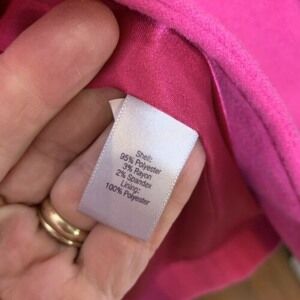 Shell:
95% Polyester
3% Rayon
2% Spandex
Lining:
100% Polyester